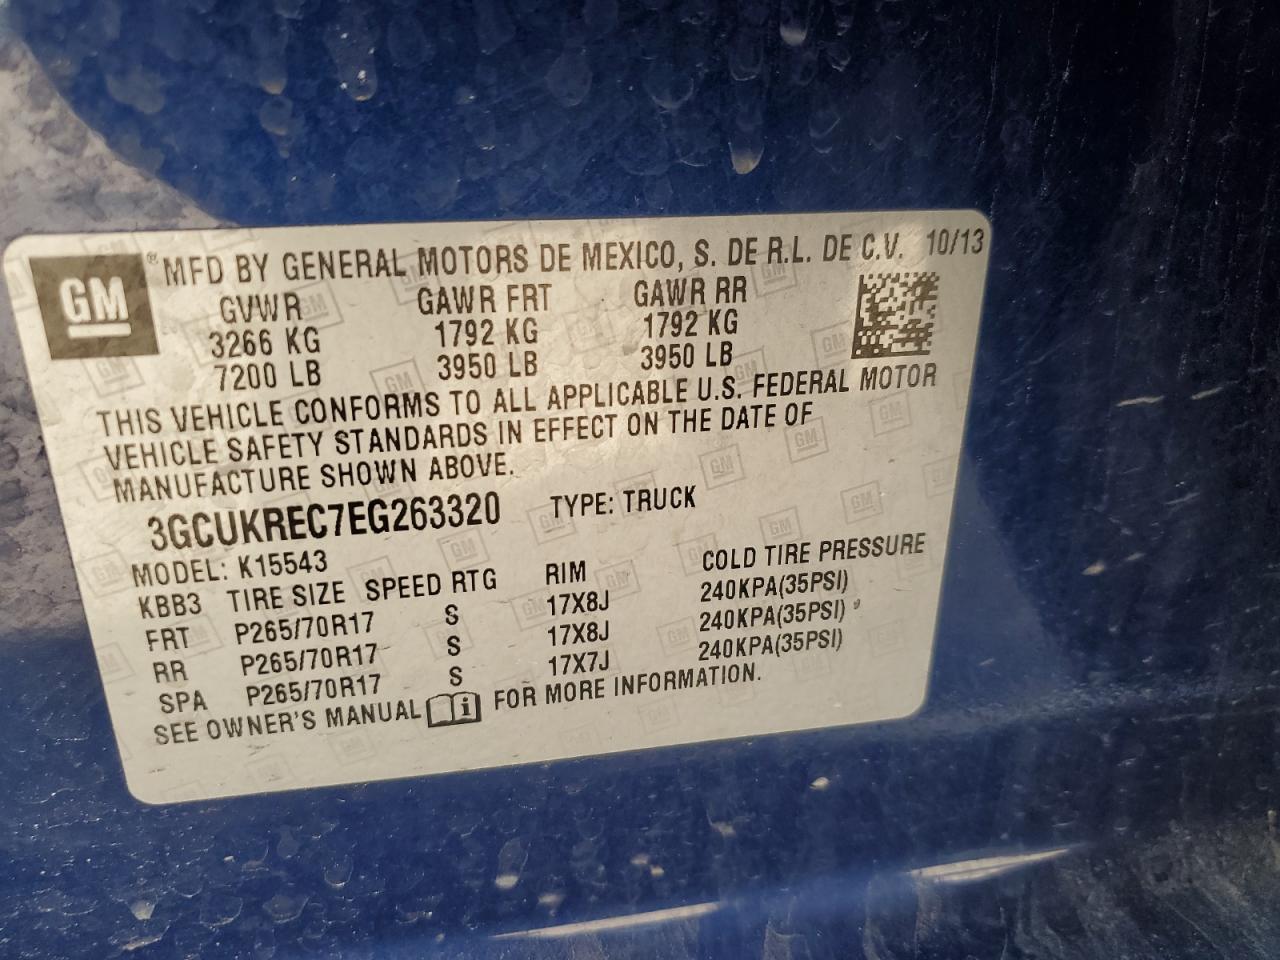 GM ® MFD BY GENERAL MOTORS DE MEXICO, S. DE R.L. DE C.V. 10/13
GVWR GAWR FRT GAWR RR
3266 KG 1792 KG 1792 KG
7200 LB 3950 LB 3950 LB
THIS VEHICLE CONFORMS TO ALL APPLICABLE U.S. FEDERAL MOTOR
VEHICLE SAFETY STANDARDS IN EFFECT ON THE DATE OF
MANUFACTURE SHOWN ABOVE.
3GCUKREC7EG263320 TYPE: TRUCK
MODEL: K15543
KBB3 TIRE SIZE SPEED RTG RIM COLD TIRE PRESSURE
FRT P265/70R17 S 17X8J 240KPA(35PSI)
RR P265/70R17 S 17X8J 240KPA(35PSI)
SPA P265/70R17 S 17X7J 240KPA(35PSI)
SEE OWNER'S MANUAL i FOR MORE INFORMATION.